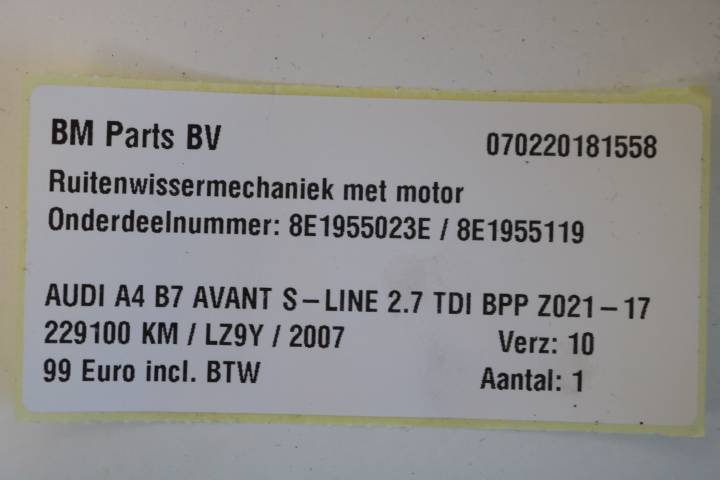 BM Parts BV 070220181558
Ruitenwissermechaniek met motor
Onderdeelnummer: 8E1955023E / 8E1955119
AUDI A4 B7 AVANT S-LINE 2.7 TDI BPP Z021-17
229100 KM / LZ9Y / 2007 Verz: 10
99 Euro incl. BTW Aantal: 1